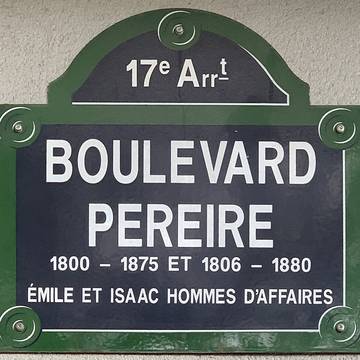 17e Arrt
BOULEVARD
PEREIRE
1800 – 1875 ET 1806 – 1880
ÉMILE ET ISAAC HOMMES D'AFFAIRES